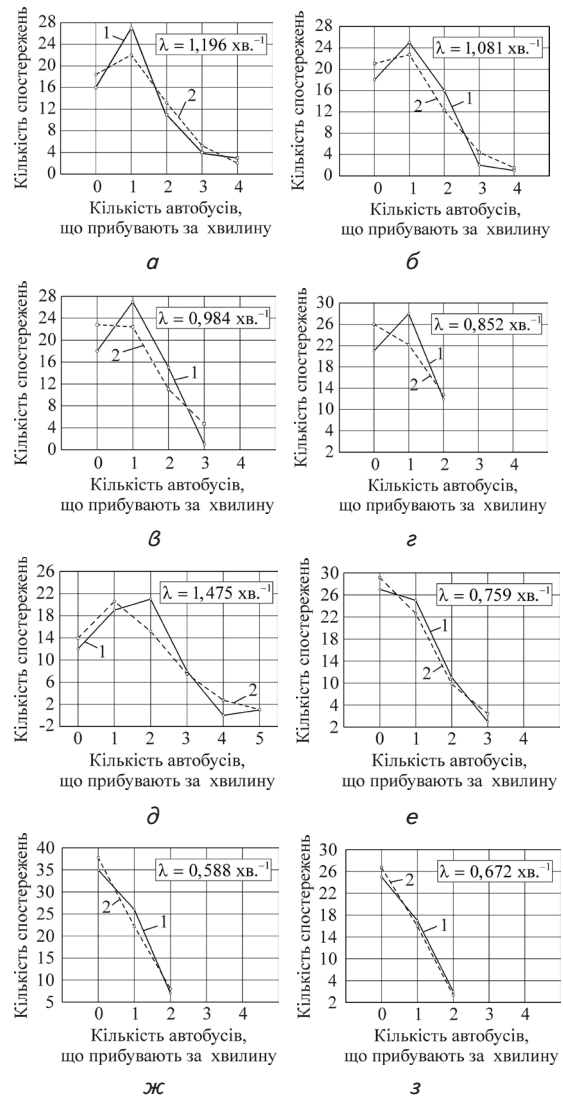 Кількість спостережень
28
24
20
16
12
8
4
0
1
2
λ = 1,196 хв.⁻¹
0 1 2 3 4
Кількість автобусів,
що прибувають за хвилину
а
Кількість спостережень
28
24
20
16
12
8
4
0
1
2
λ = 1,081 хв.⁻¹
0 1 2 3 4
Кількість автобусів,
що прибувають за хвилину
б
Кількість спостережень
28
24
20
16
12
8
4
0
1
2
λ = 0,984 хв.⁻¹
0 1 2 3 4
Кількість автобусів,
що прибувають за хвилину
в
Кількість спостережень
30
26
22
18
14
10
6
2
1
2
λ = 0,852 хв.⁻¹
0 1 2 3 4
Кількість автобусів,
що прибувають за хвилину
г
Кількість спостережень
26
22
18
14
10
6
2
-2
1
2
λ = 1,475 хв.⁻¹
0 1 2 3 4 5
Кількість автобусів,
що прибувають за хвилину
д
Кількість спостережень
30
26
22
18
14
10
6
4
2
1
2
λ = 0,759 хв.⁻¹
0 1 2 3 4
Кількість автобусів,
що прибувають за хвилину
е
Кількість спостережень
40
35
30
25
20
15
10
5
1
2
λ = 0,588 хв.⁻¹
0 1 2 3 4
Кількість автобусів,
що прибувають за хвилину
ж
Кількість спостережень
30
26
22
18
14
4
2
1
2
λ = 0,672 хв.⁻¹
0 1 2 3 4
Кількість автобусів,
що прибувають за хвилину
з